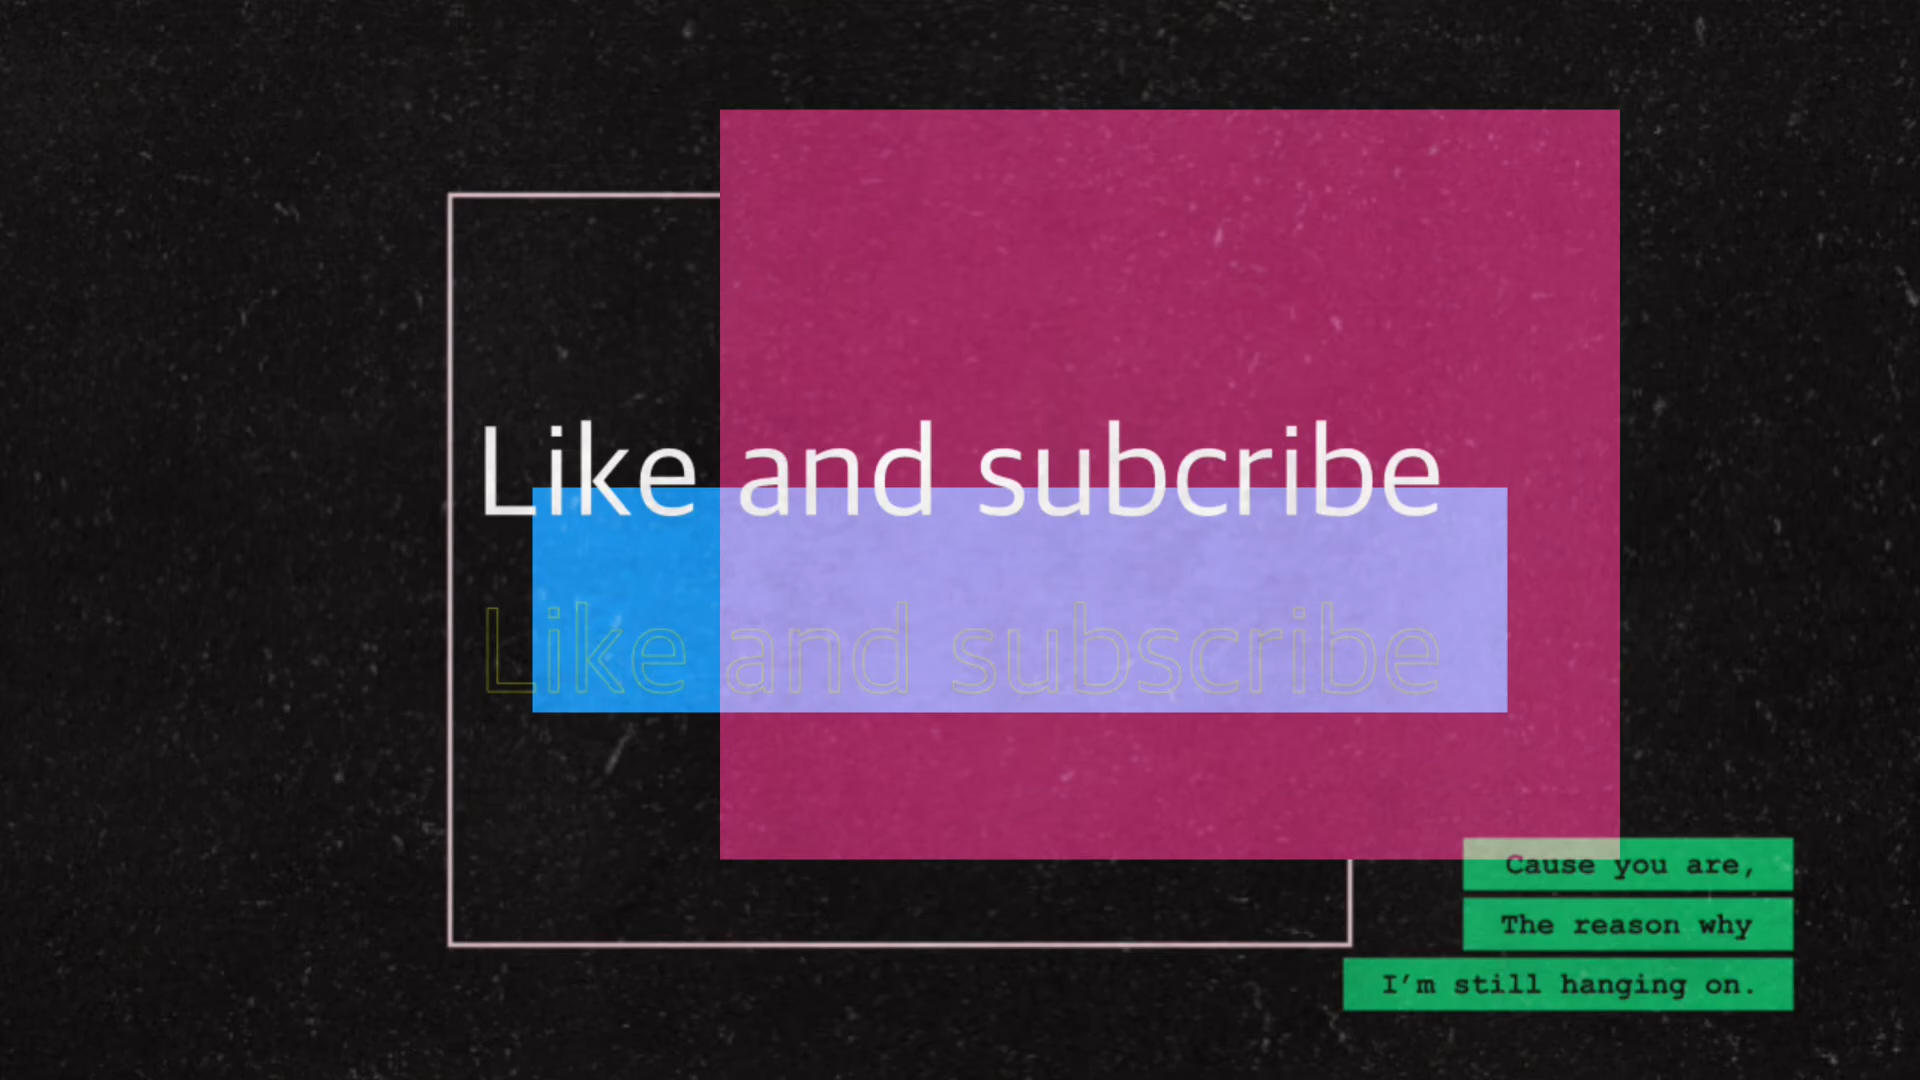 Like and subcribe
Like and subscribe
Cause you are,
The reason why
I’m still hanging on.